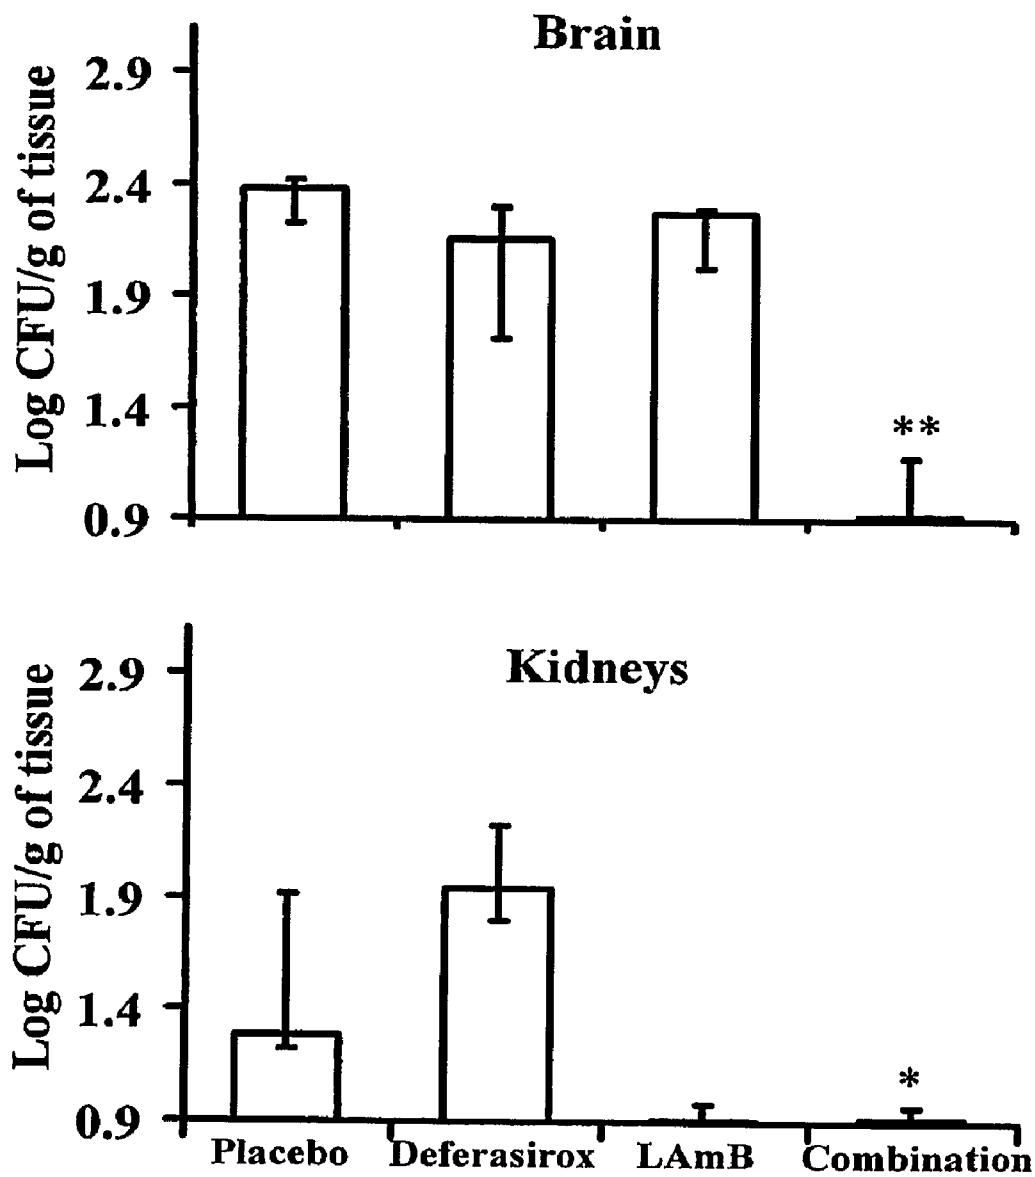 Brain
Log CFU/g of tissue
2.9
2.4
1.9
1.4
0.9
**
Kidneys
Log CFU/g of tissue
2.9
2.4
1.9
1.4
0.9
*
Placebo Deferasirox LAmB Combination